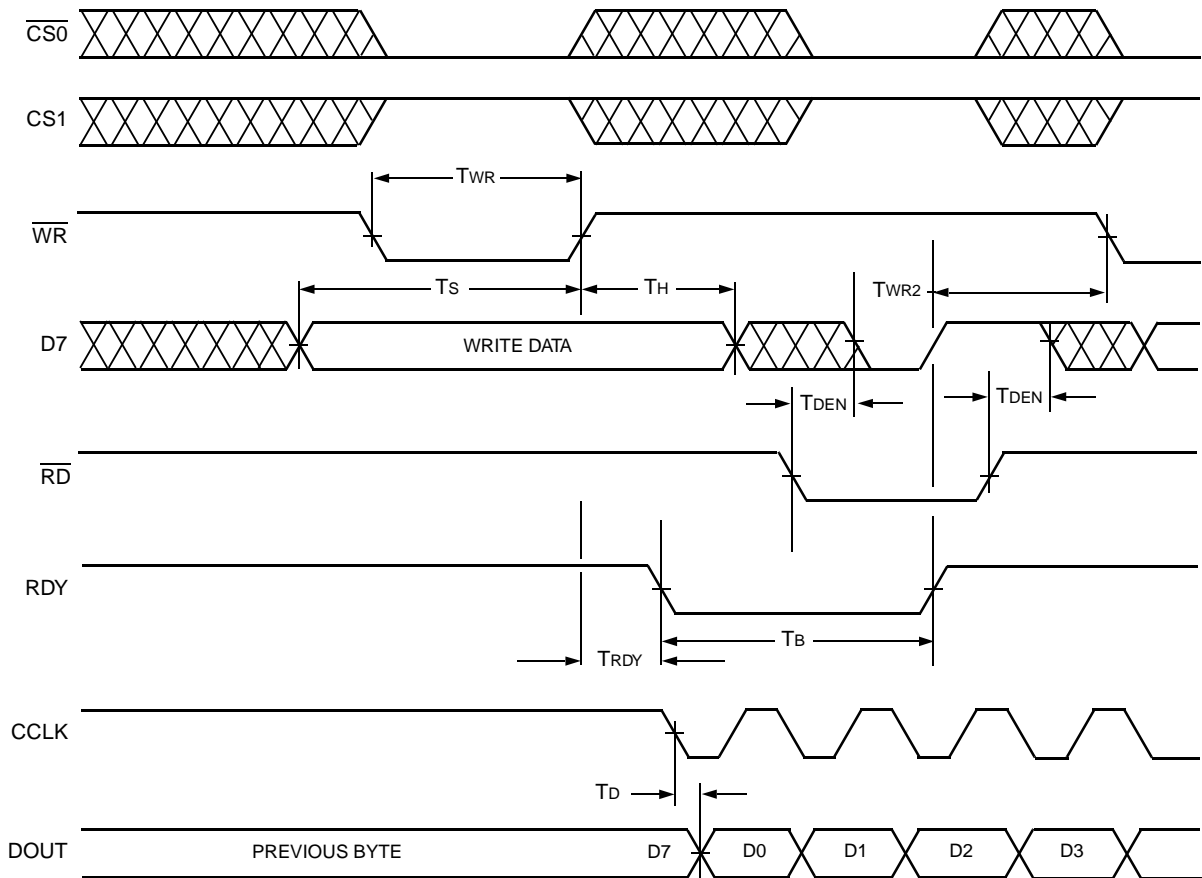 CS0
CS1
TWR
WR
TS
TH
TWR2
D7
WRITE DATA
TDEN
TDEN
RD
RDY
TB
TRDY
CCLK
TD
DOUT
PREVIOUS BYTE
D7
D0
D1
D2
D3